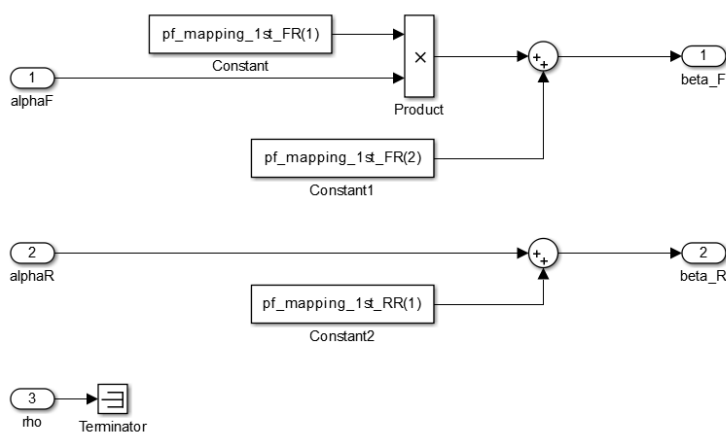 pf_mapping_1st_FR(1)
Constant
1
alphaF
×
Product
+
+
1
beta_F
pf_mapping_1st_FR(2)
Constant1
2
alphaR
+
+
2
beta_R
pf_mapping_1st_RR(1)
Constant2
3
rho
Terminator